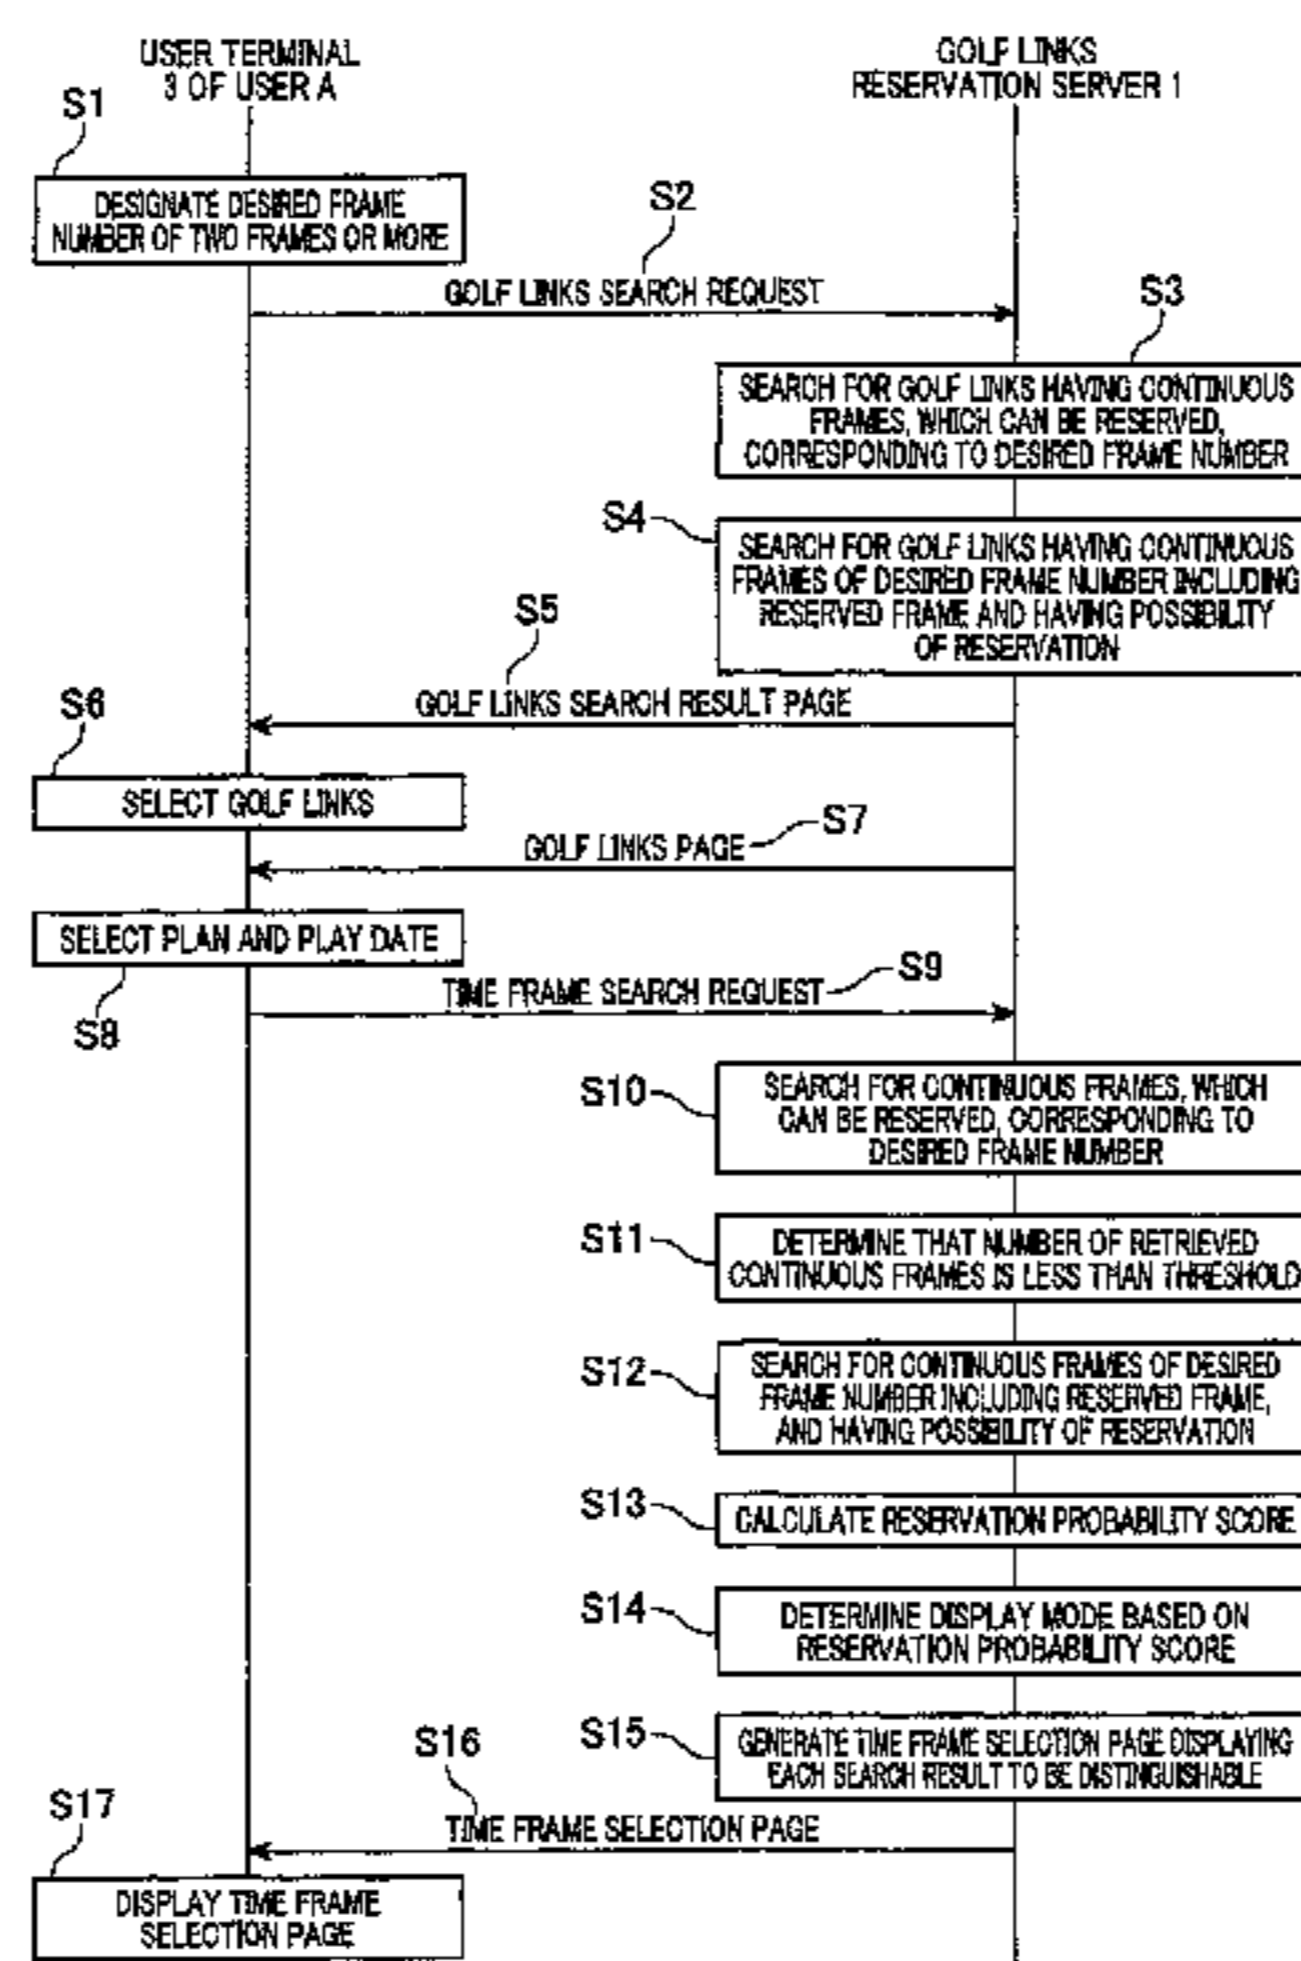 USER TERMINAL
3 OF USER A
GOLF LINKS
RESERVATION SERVER 1
S1
DESIGNATE DESIRED FRAME
NUMBER OF TWO FRAMES OR MORE
S2
GOLF LINKS SEARCH REQUEST
S3
SEARCH FOR GOLF LINKS HAVING CONTINUOUS
FRAMES, WHICH CAN BE RESERVED,
CORRESPONDING TO DESIRED FRAME NUMBER
S4
SEARCH FOR GOLF LINKS HAVING CONTINUOUS
FRAMES OF DESIRED FRAME NUMBER INCLUDING
RESERVED FRAME AND HAVING POSSIBILITY
OF RESERVATION
S5
GOLF LINKS SEARCH RESULT PAGE
S6
SELECT GOLF LINKS
S7
GOLF LINKS PAGE
SELECT PLAN AND PLAY DATE
S8
S9
TIME FRAME SEARCH REQUEST
S10
SEARCH FOR CONTINUOUS FRAMES, WHICH
CAN BE RESERVED, CORRESPONDING TO
DESIRED FRAME NUMBER
S11
DETERMINE THAT NUMBER OF RETRIEVED
CONTINUOUS FRAMES IS LESS THAN THRESHOLD
S12
SEARCH FOR CONTINUOUS FRAMES OF DESIRED
FRAME NUMBER INCLUDING RESERVED FRAME,
AND HAVING POSSIBILITY OF RESERVATION
S13
CALCULATE RESERVATION PROBABILITY SCORE
S14
DETERMINE DISPLAY MODE BASED ON
RESERVATION PROBABILITY SCORE
S15
GENERATE TIME FRAME SELECTION PAGE DISPLAYING
EACH SEARCH RESULT TO BE DISTINGUISHABLE
S16
TIME FRAME SELECTION PAGE
S17
DISPLAY TIME FRAME
SELECTION PAGE